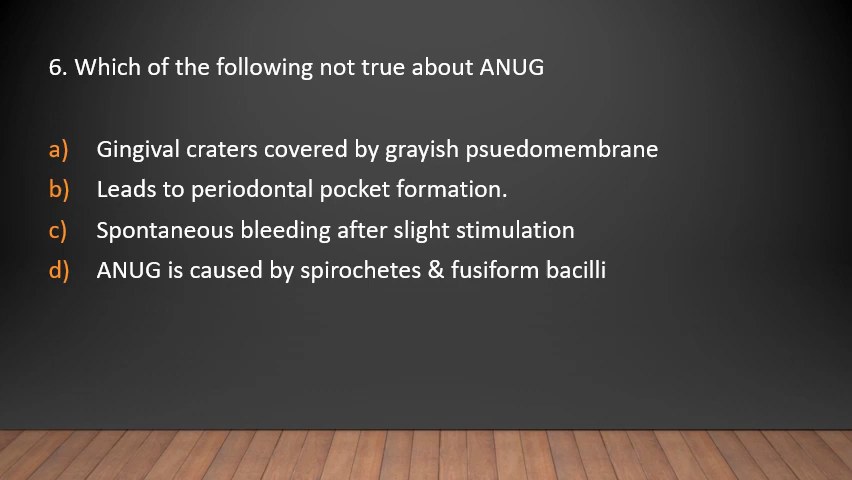 6. Which of the following not true about ANUG
a) Gingival craters covered by grayish psuedomembrane
b) Leads to periodontal pocket formation.
c) Spontaneous bleeding after slight stimulation
d) ANUG is caused by spirochetes & fusiform bacilli